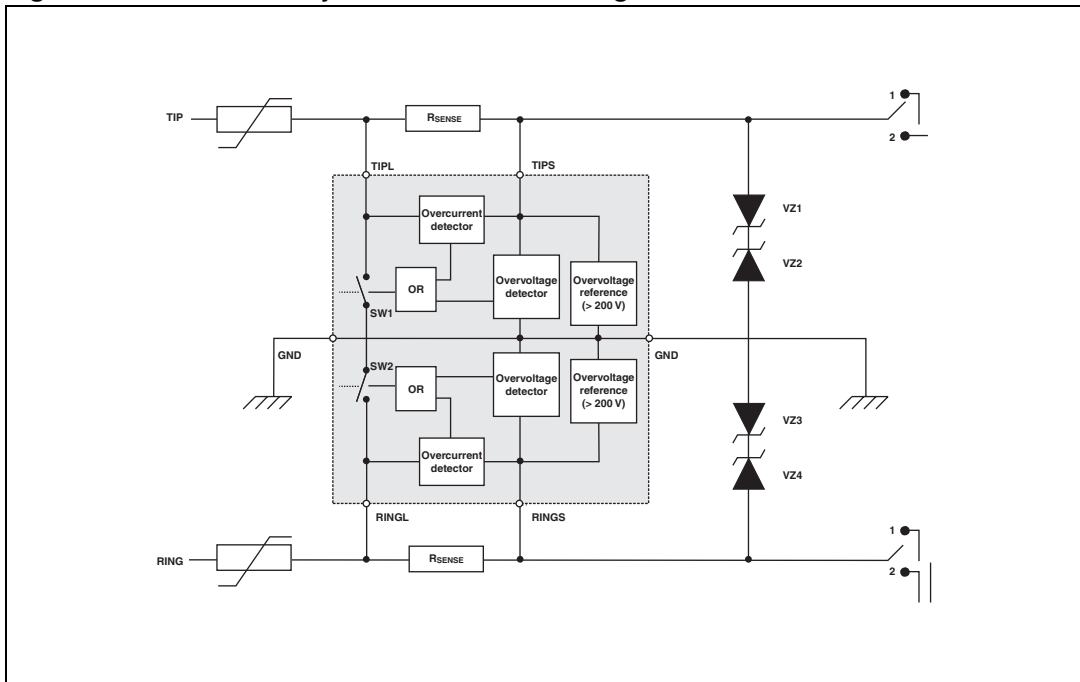 TIP
RSENSE
1
2
TIPL
TIPS
VZ1
VZ2
Overcurrent
detector
OR
Overvoltage
detector
Overvoltage
reference
(> 200 V)
SW1
GND
GND
SW2
OR
Overvoltage
detector
Overvoltage
reference
(> 200 V)
Overcurrent
detector
VZ3
VZ4
RINGL
RINGS
RING
RSENSE
1
2